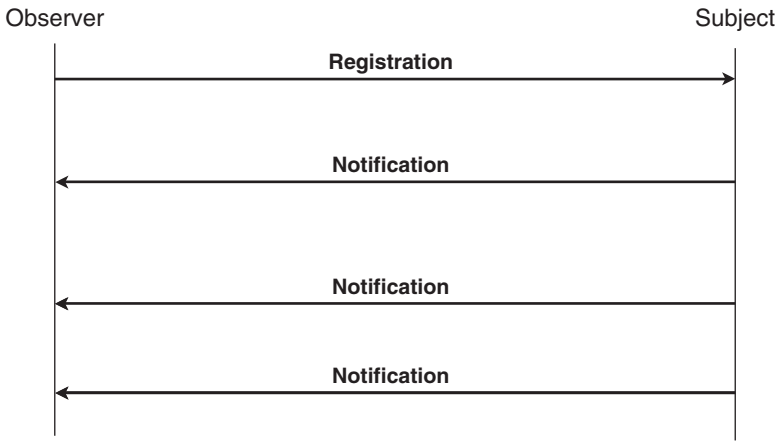 Observer
Subject
Registration
Notification
Notification
Notification